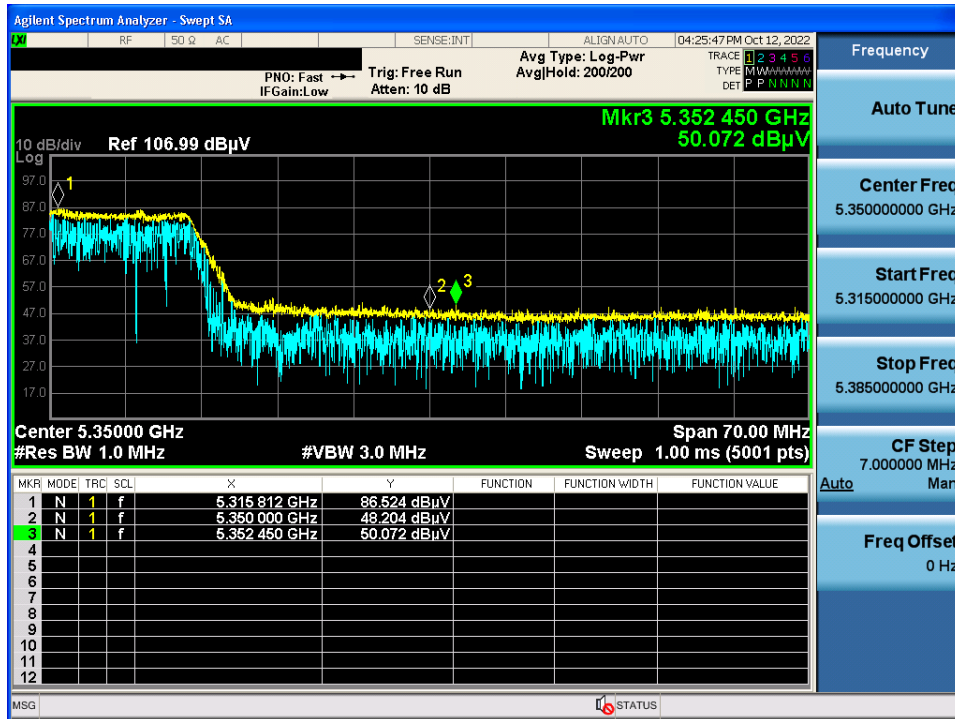 Agilent Spectrum Analyzer - Swept SA
LXI RF 50 Ω AC SENSE:INT ALIGN AUTO 04:25:47 PM Oct 12, 2022
Frequency
PNO: Fast Trig: Free Run Avg Type: Log-Pwr TRACE 1 2 3 4 5 6
IFGain:Low Atten: 10 dB Avg|Hold: 200/200 TYPE M W W W W W
DET P P N N N N
Auto Tune
Mkr3 5.352 450 GHz
50.072 dBµV
10 dB/div Ref 106.99 dBµV
Log
97.0
87.0
77.0
67.0
57.0
47.0
37.0
27.0
17.0
1
2
3
Center Freq
5.350000000 GHz
Start Freq
5.315000000 GHz
Stop Freq
5.385000000 GHz
Center 5.35000 GHz Span 70.00 MHz
#Res BW 1.0 MHz #VBW 3.0 MHz Sweep 1.00 ms (5001 pts)
CF Step
7.000000 MHz
Auto Man
MKR MODE TRC SCL X Y FUNCTION FUNCTION WIDTH FUNCTION VALUE
1 N 1 f 5.315 812 GHz 86.524 dBµV
2 N 1 f 5.350 000 GHz 48.204 dBµV
3 N 1 f 5.352 450 GHz 50.072 dBµV
4
5
6
7
8
9
10
11
12
Freq Offset
0 Hz
MSG STATUS